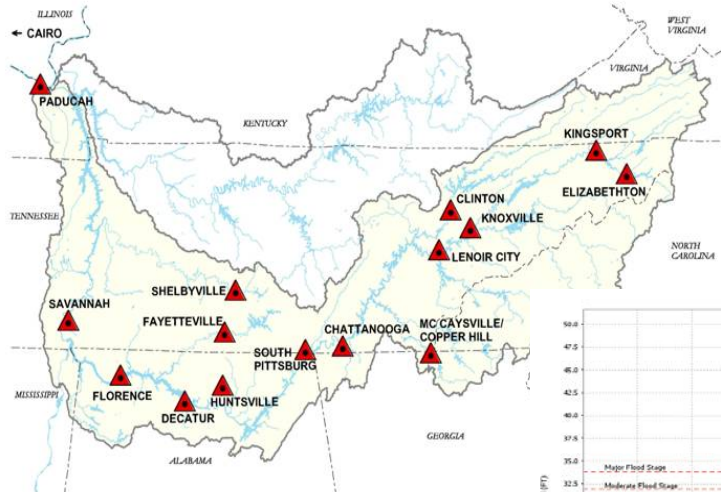 ILLINOIS
← CAIRO
WEST
VIRGINIA
VIRGINIA
PADUCAH
KENTUCKY
KINGSPORT
ELIZABETHTON
CLINTON
KNOXVILLE
LENOIR CITY
TENNESSEE
NORTH
CAROLINA
SHELBYVILLE
SAVANNAH
FAYETTEVILLE
SOUTH
PITTSBURG
CHATTANOOGA
MC CAYSVILLE/
COPPER HILL
FLORENCE
DECATUR
HUNTSVILLE
MISSISSIPPI
ALABAMA
GEORGIA
50.0
47.5
45.0
42.5
40.0
37.5
35.0
Major Flood Stage
32.5
Moderate Flood Stage
(FT)